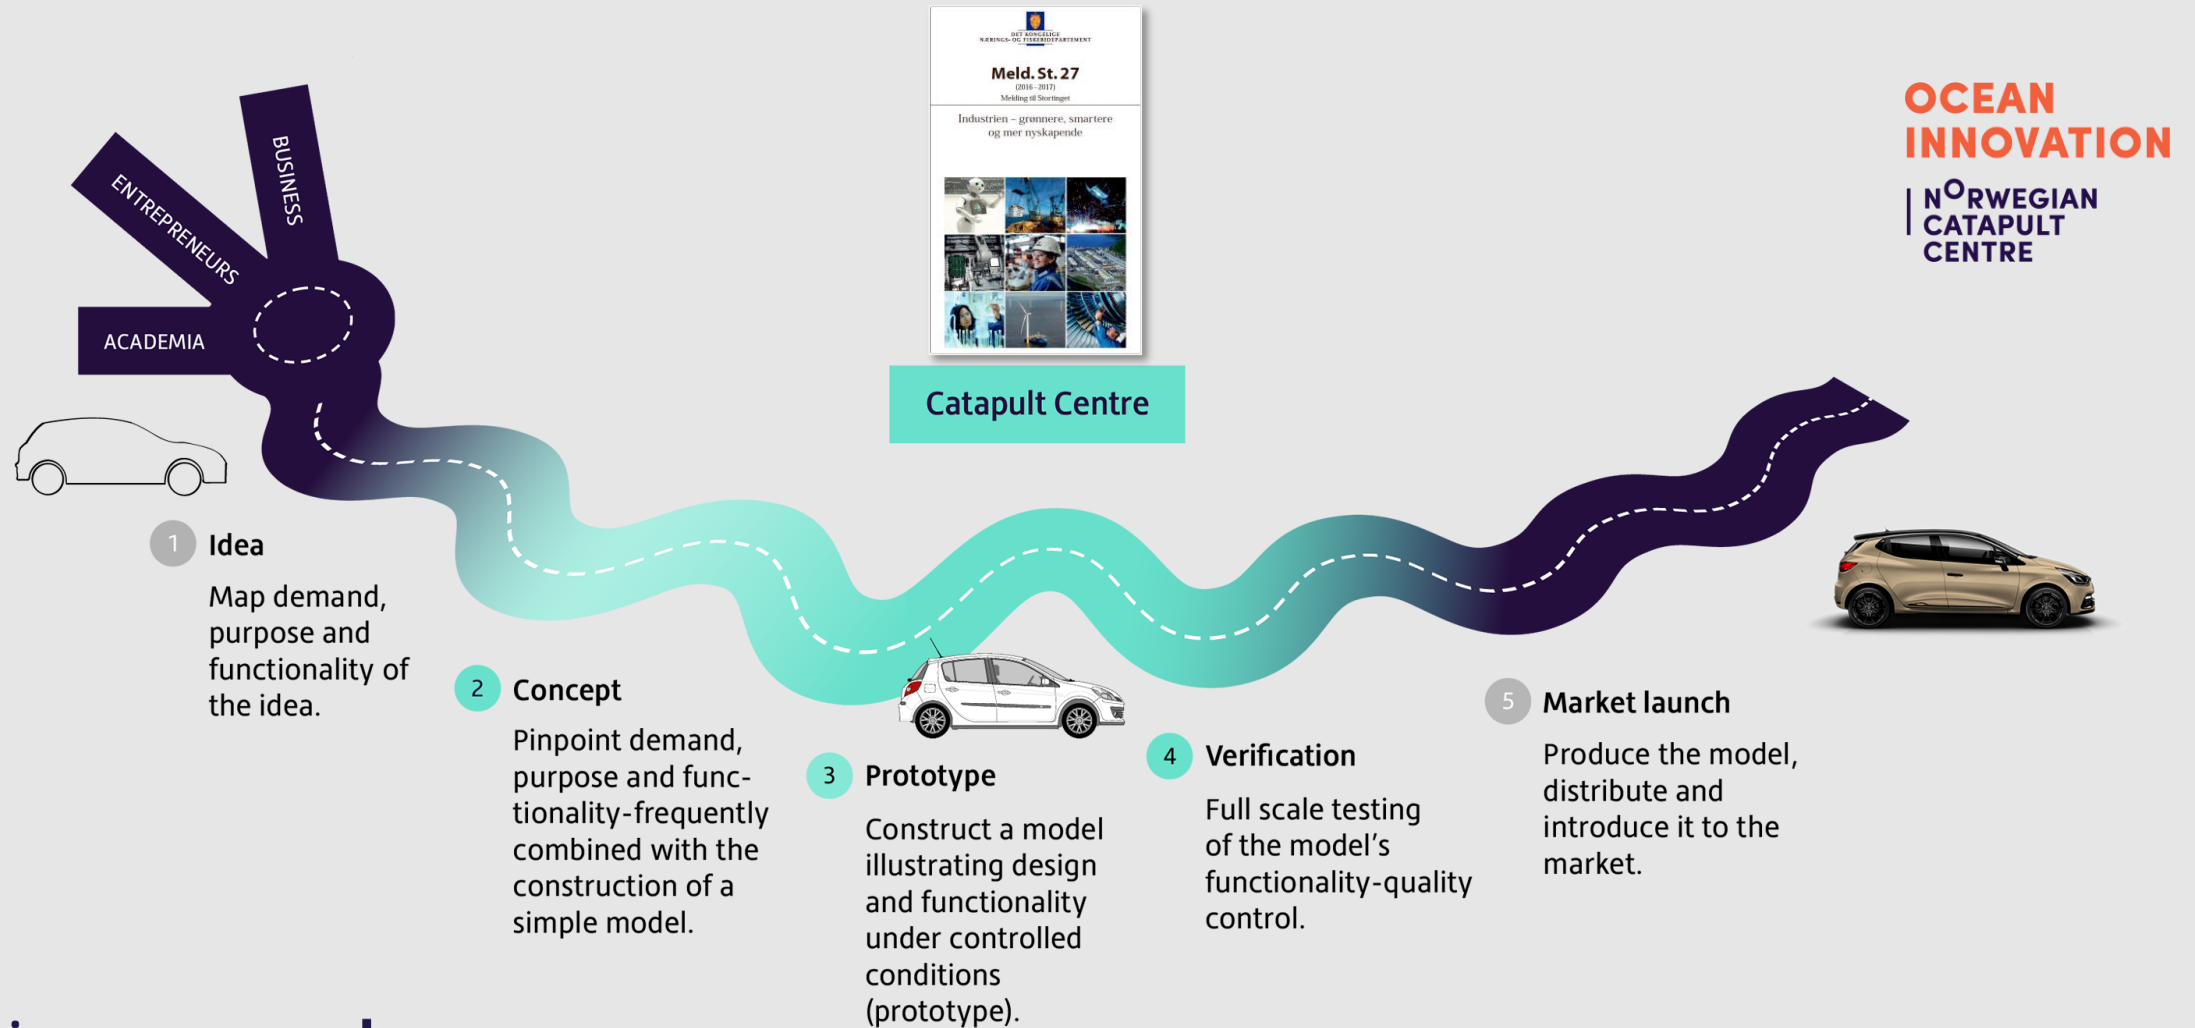 DET KONGELIGE
NÆRINGS- OG FISKERIDEPARTEMENT
Meld. St. 27
(2016–2017)
Melding til Stortinget
Industrien – grønnere, smartere
og mer nyskapende
OCEAN
INNOVATION
NORWEGIAN
CATAPULT
CENTRE
BUSINESS
ENTREPRENEURS
ACADEMIA
Catapult Centre
1 Idea
Map demand,
purpose and
functionality of
the idea.
2 Concept
Pinpoint demand,
purpose and func-
tionality-frequently
combined with the
construction of a
simple model.
3 Prototype
Construct a model
illustrating design
and functionality
under controlled
conditions
(prototype).
4 Verification
Full scale testing
of the model’s
functionality-quality
control.
5 Market launch
Produce the model,
distribute and
introduce it to the
market.